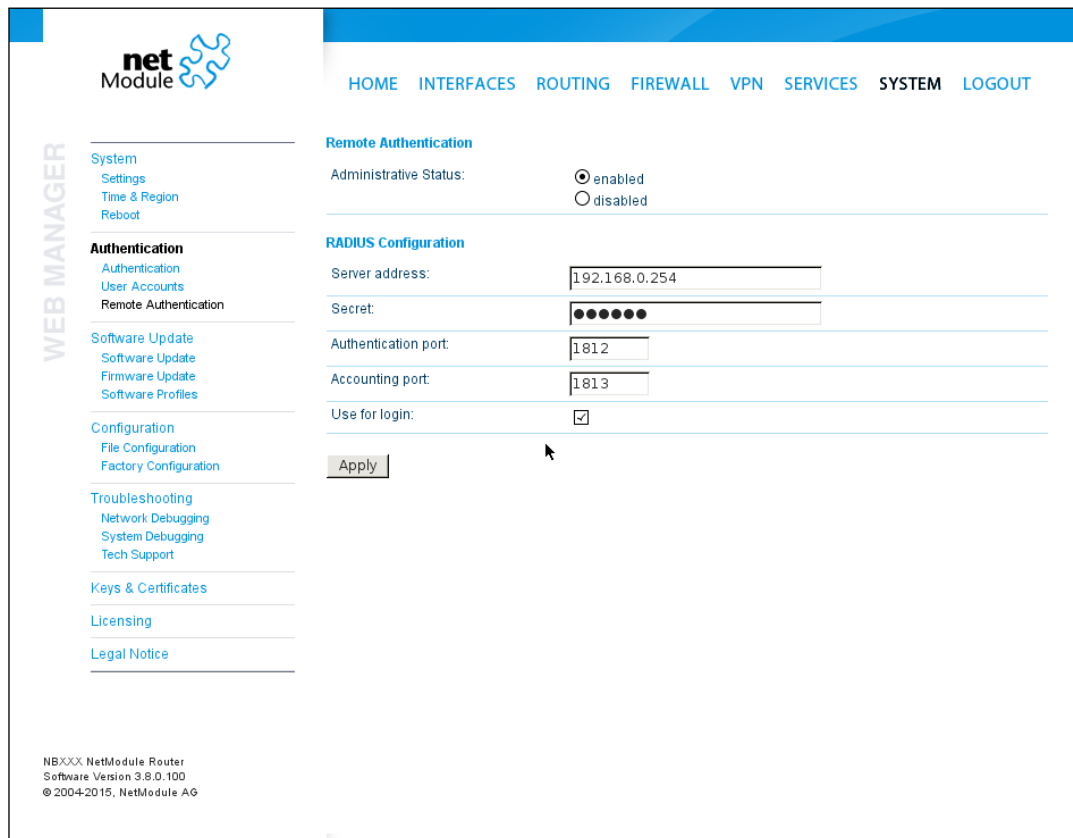 net
Module
HOME INTERFACES ROUTING FIREWALL VPN SERVICES SYSTEM LOGOUT
WEB MANAGER
System
Settings
Time & Region
Reboot
Authentication
Authentication
User Accounts
Remote Authentication
Software Update
Software Update
Firmware Update
Software Profiles
Configuration
File Configuration
Factory Configuration
Troubleshooting
Network Debugging
System Debugging
Tech Support
Keys & Certificates
Licensing
Legal Notice
Remote Authentication
Administrative Status:
enabled
disabled
RADIUS Configuration
Server address: 192.168.0.254
Secret: ●●●●●●
Authentication port: 1812
Accounting port: 1813
Use for login:
Apply
NBXXX NetModule Router
Software Version 3.8.0.100
© 2004-2015, NetModule AG